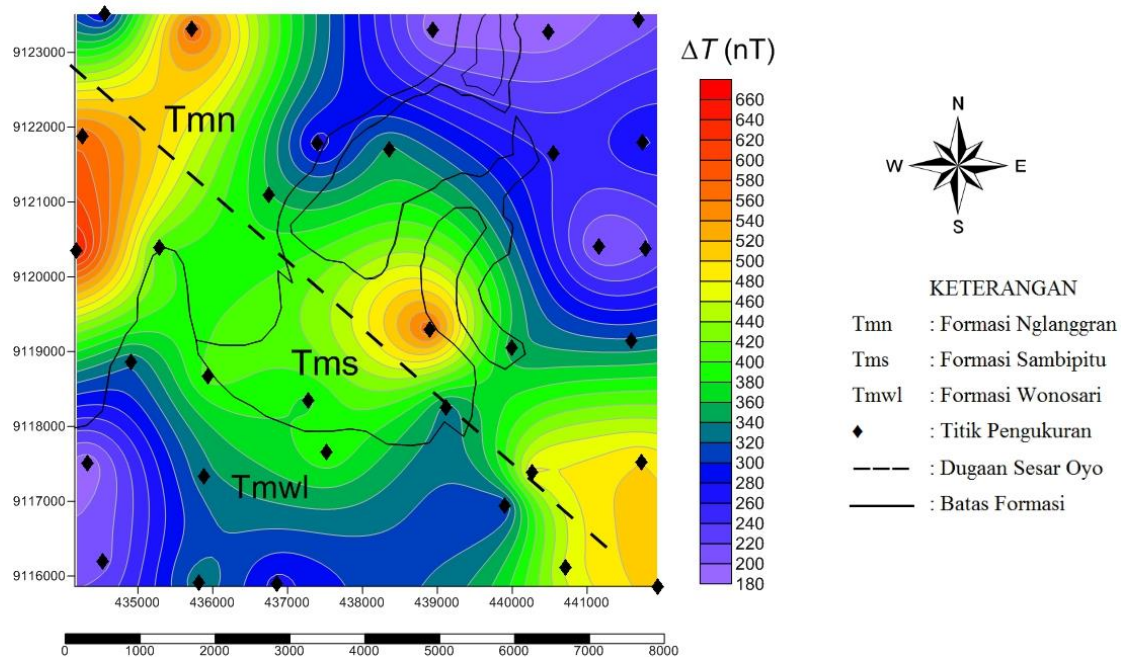 9123000
9122000
9121000
9120000
9119000
9118000
9117000
9116000
435000 436000 437000 438000 439000 440000 441000
0 1000 2000 3000 4000 5000 6000 7000 8000
Tmn
Tms
Tmwl
ΔT (nT)
660
640
620
600
580
560
540
520
500
480
460
440
420
400
380
360
340
320
300
280
260
240
220
200
180
N
W E
S
KETERANGAN
Tmn : Formasi Nglanggran
Tms : Formasi Sambipitu
Tmwl : Formasi Wonosari
: Titik Pengukuran
: Dugaan Sesar Oyo
: Batas Formasi